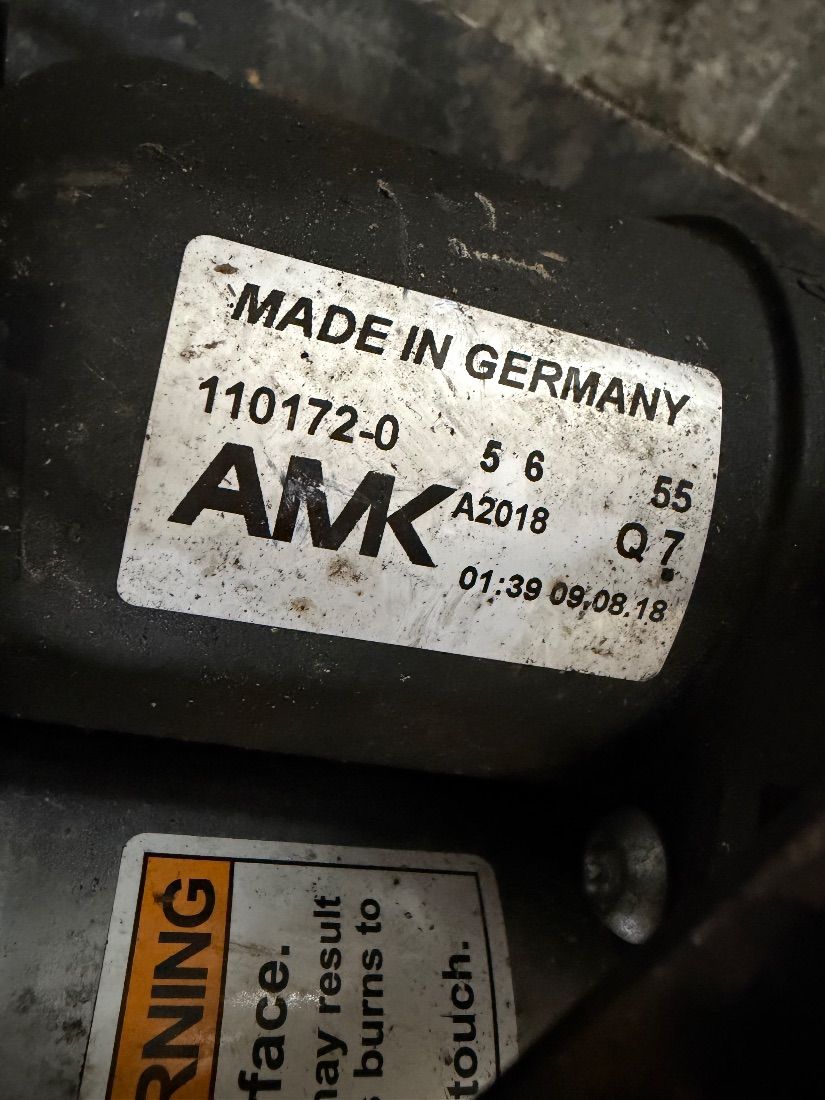 MADE IN GERMANY
110172-0 5 6 55
AMK A2018 Q 7
01:39 09.08.18
RNING
face.
may result
burns to
touch.